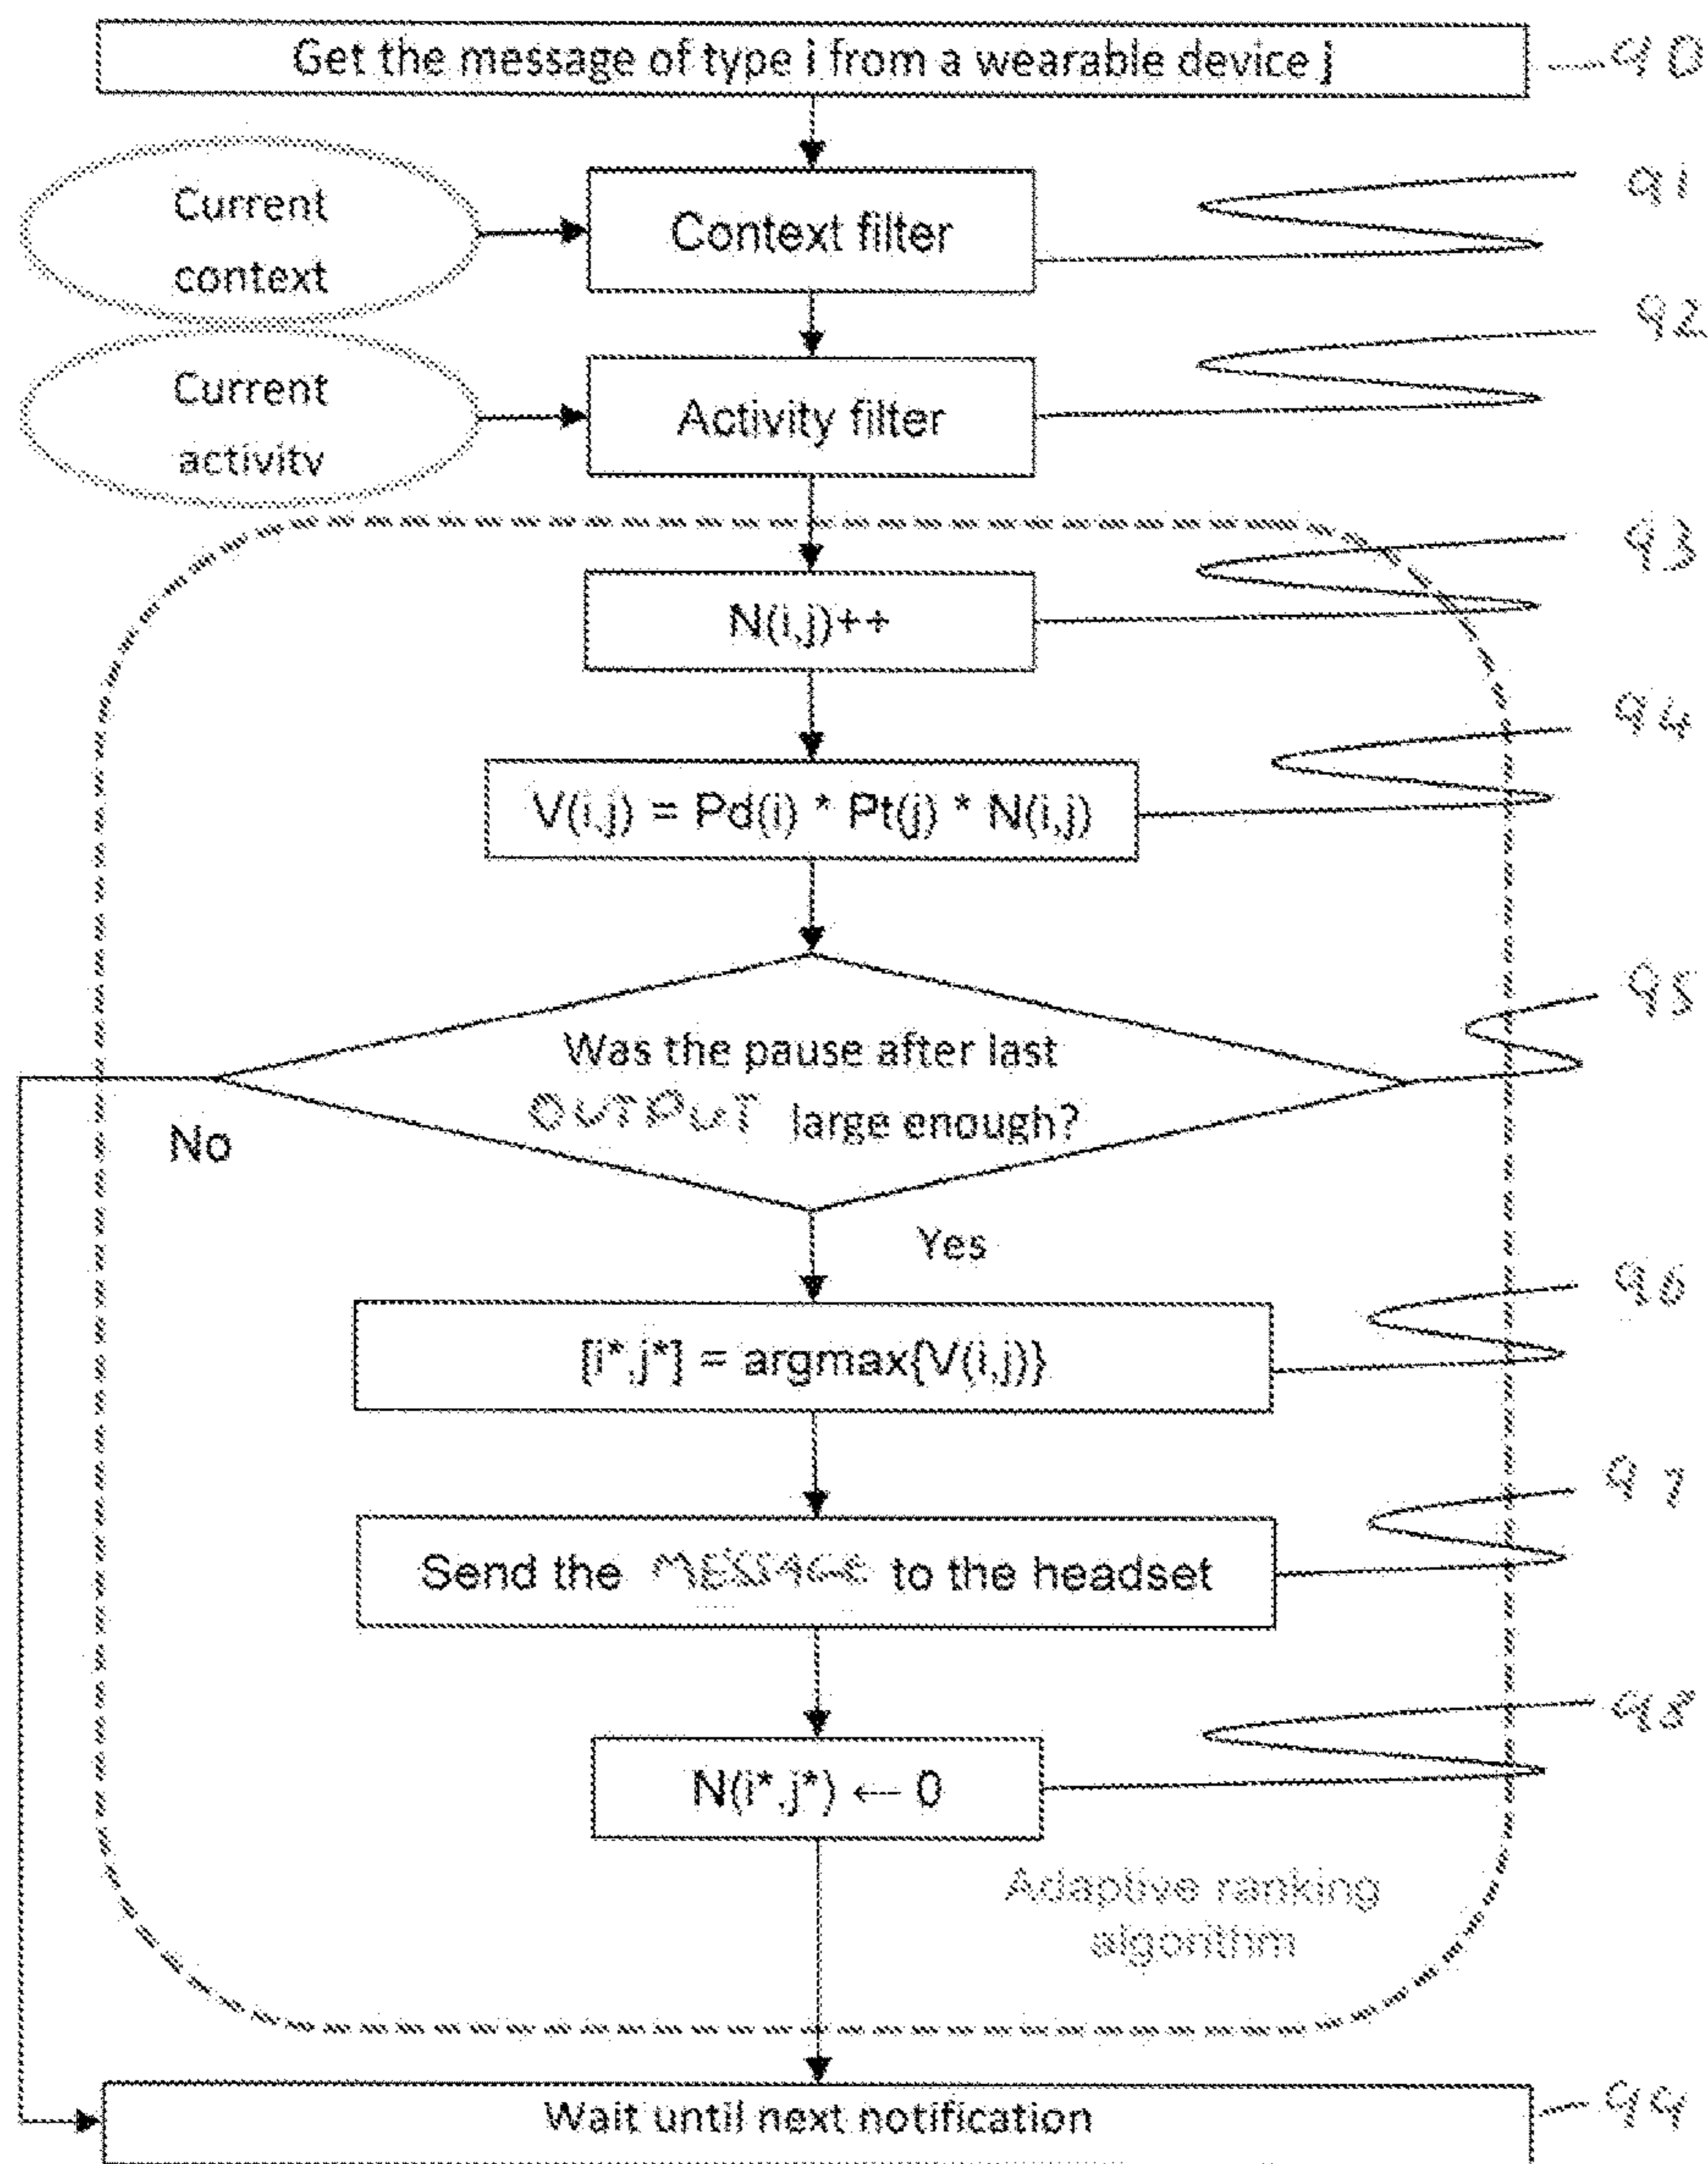 Get the message of type i from a wearable device j
90
Current
context
Context filter
91
Current
activity
Activity filter
92
N(i,j)++
93
V(i,j) = Pd(i) * Pt(j) * N(i,j)
94
Was the pause after last
OUTPUT large enough?
95
No
Yes
[i*,j*] = argmax{V(i,j)}
96
Send the MESSAGE to the headset
97
N(i*,j*) ← 0
98
Adaptive ranking
algorithm
Wait until next notification
99